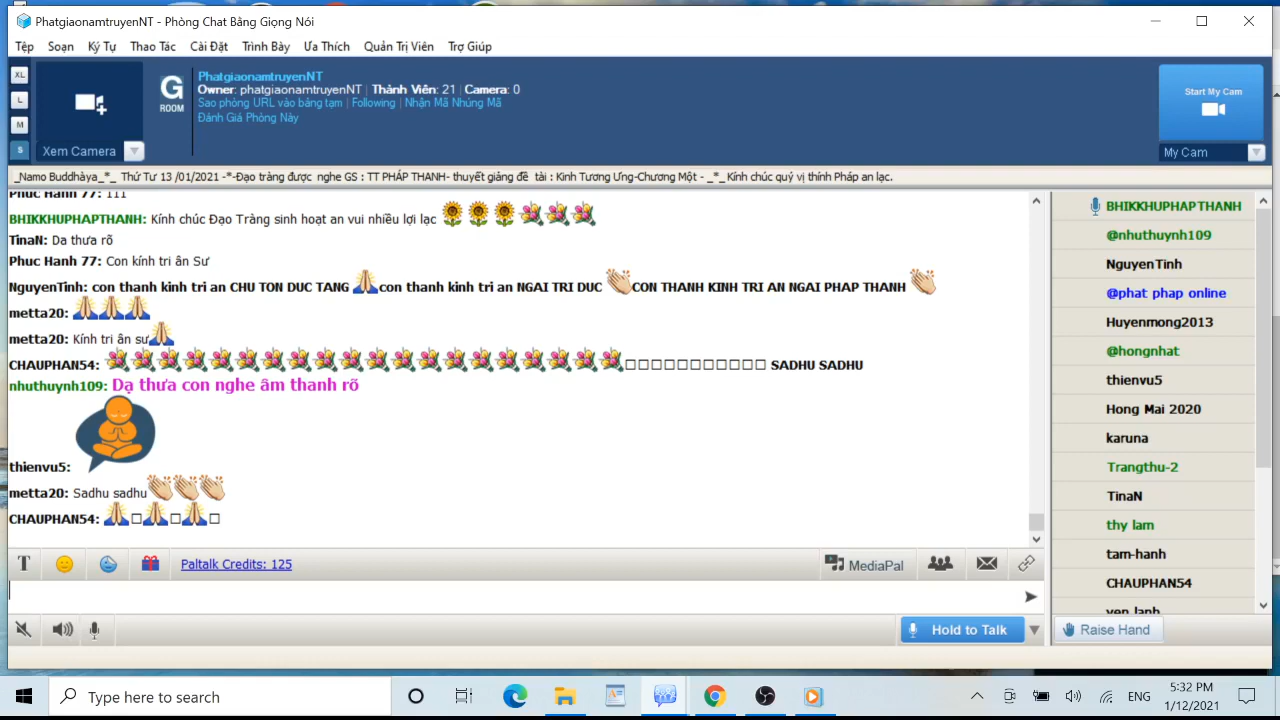 PhatgiaonamtruyenNT - Phòng Chat Bằng Giọng Nói
Tệp Soạn Ký Tự Thao Tác Cài Đặt Trình Bày Ưa Thích Quản Trị Viên Trợ Giúp
XL
L
M
S
Xem Camera
G
ROOM
PhatgiaonamtruyenNT
Owner: phatgiaonamtruyenNT | Thành Viên: 21 | Camera: 0
Sao phòng URL vào bảng tạm | Following | Nhận Mã Nhúng Mã
Đánh Giá Phòng Này
Start My Cam
My Cam
_Namo Buddhàya_*_ Thứ Tư 13 /01/2021 -*-Đạo tràng được nghe GS : TT PHÁP THANH- thuyết giảng đề tài : Kinh Tương Ưng-Chương Một - _*_Kính chúc quý vị thính Pháp an lạc.
Phuc Hanh 77: 111
BHIKKHUPHAPTHANH: Kính chúc Đạo Tràng sinh hoạt an vui nhiều lợi lạc
TinaN: Da thưa rõ
Phuc Hanh 77: Con kính tri ân Sư
NguyenTinh: con thanh kinh tri an CHU TON DUC TANG con thanh kinh tri an NGAI TRI DUC CON THANH KINH TRI AN NGAI PHAP THANH
metta20:
metta20: Kính tri ân sư
CHAUPHAN54: SADHU SADHU
nhuthuynh109: Dạ thưa con nghe âm thanh rõ
thienvu5:
metta20: Sadhu sadhu
CHAUPHAN54:
BHIKKHUPHAPTHANH
@nhuthuynh109
NguyenTinh
@phat phap online
Huyenmong2013
@hongnhat
thienvu5
Hong Mai 2020
karuna
Trangthu-2
TinaN
thy lam
tam-hanh
CHAUPHAN54
yen lanh
T Paltalk Credits: 125 MediaPal
Hold to Talk
Raise Hand
Type here to search
ENG
5:32 PM
1/12/2021